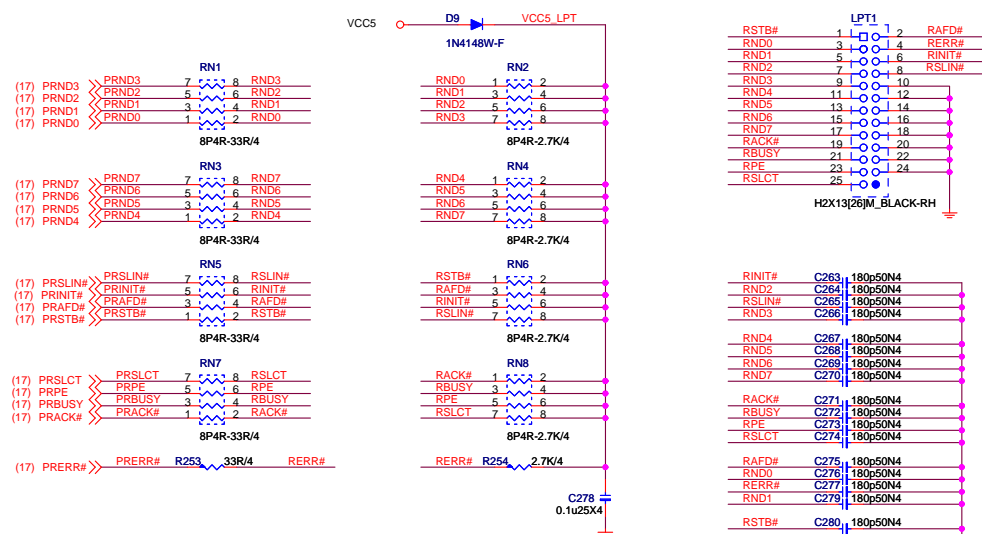 VCC5
D9
VCC5_LPT
1N4148W-F
RN1
(17) PRND3 PRND3 7 8 RND3
(17) PRND2 PRND2 5 6 RND2
(17) PRND1 PRND1 3 4 RND1
(17) PRND0 PRND0 1 2 RND0
8P4R-33R/4
RN2
RND0 1 2
RND1 3 4
RND2 5 6
RND3 7 8
8P4R-2.7K/4
RN3
(17) PRND7 PRND7 7 8 RND7
(17) PRND6 PRND6 5 6 RND6
(17) PRND5 PRND5 3 4 RND5
(17) PRND4 PRND4 1 2 RND4
8P4R-33R/4
RN4
RND4 1 2
RND5 3 4
RND6 5 6
RND7 7 8
8P4R-2.7K/4
RN5
(17) PRSLIN# PRSLIN# 7 8 RSLIN#
(17) PRINIT# PRINIT# 5 6 RINIT#
(17) PRAFD# PRAFD# 3 4 RAFD#
(17) PRSTB# PRSTB# 1 2 RSTB#
8P4R-33R/4
RN6
RSTB# 1 2
RAFD# 3 4
RINIT# 5 6
RSLIN# 7 8
8P4R-2.7K/4
RN7
(17) PRSLCT PRSLCT 7 8 RSLCT
(17) PRPE PRPE 5 6 RPE
(17) PRBUSY PRBUSY 3 4 RBUSY
(17) PRACK# PRACK# 1 2 RACK#
8P4R-33R/4
RN8
RACK# 1 2
RBUSY 3 4
RPE 5 6
RSLCT 7 8
8P4R-2.7K/4
(17) PRERR# PRERR# R253 33R/4 RERR#
RERR# R254 2.7K/4
C278
0.1u25X4
LPT1
RSTB# 1 2 RAFD#
RND0 3 4 RERR#
RND1 5 6 RINIT#
RND2 7 8 RSLIN#
RND3 9 10
RND4 11 12
RND5 13 14
RND6 15 16
RND7 17 18
RACK# 19 20
RBUSY 21 22
RPE 23 24
RSLCT 25
H2X13[26]M_BLACK-RH
RINIT# C263 180p50N4
RND2 C264 180p50N4
RSLIN# C265 180p50N4
RND3 C266 180p50N4
RND4 C267 180p50N4
RND5 C268 180p50N4
RND6 C269 180p50N4
RND7 C270 180p50N4
RACK# C271 180p50N4
RBUSY C272 180p50N4
RPE C273 180p50N4
RSLCT C274 180p50N4
RAFD# C275 180p50N4
RND0 C276 180p50N4
RERR# C277 180p50N4
RND1 C279 180p50N4
RSTB# C280 180p50N4